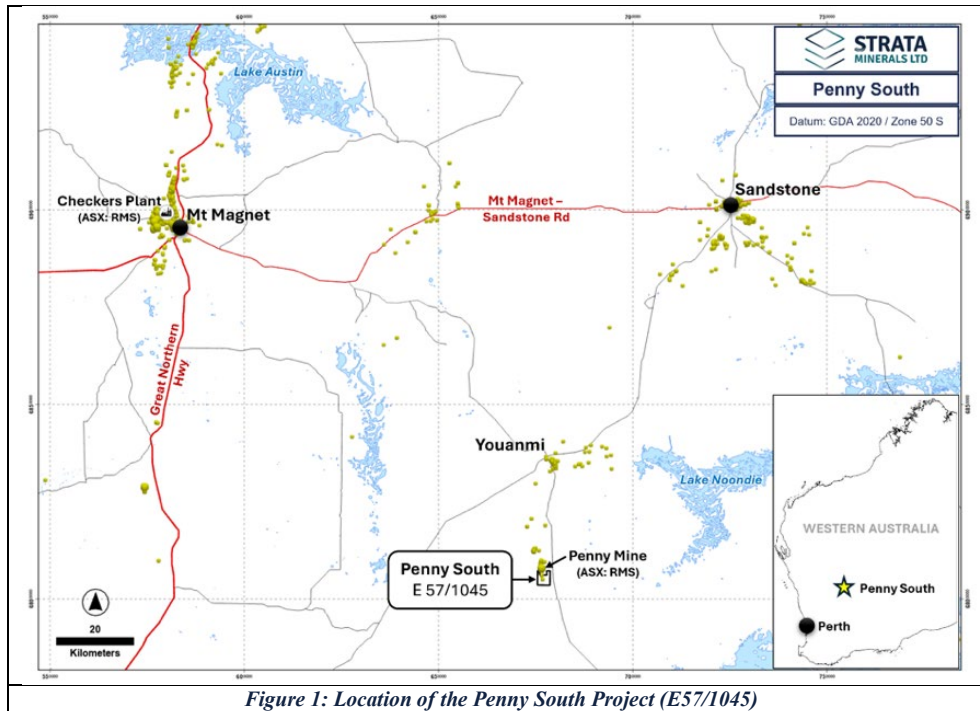 STRATA
MINERALS LTD
Penny South
Datum: GDA 2020 / Zone 50 S
Lake Austin
Checkers Plant
(ASX: RMS)
Mt Magnet
Mt Magnet –
Sandstone Rd
Sandstone
Great Northern
Hwy
Youanmi
Lake Noondie
Penny South
E 57/1045
Penny Mine
(ASX: RMS)
WESTERN AUSTRALIA
Penny South
Perth
20
Kilometers
Figure 1: Location of the Penny South Project (E57/1045)